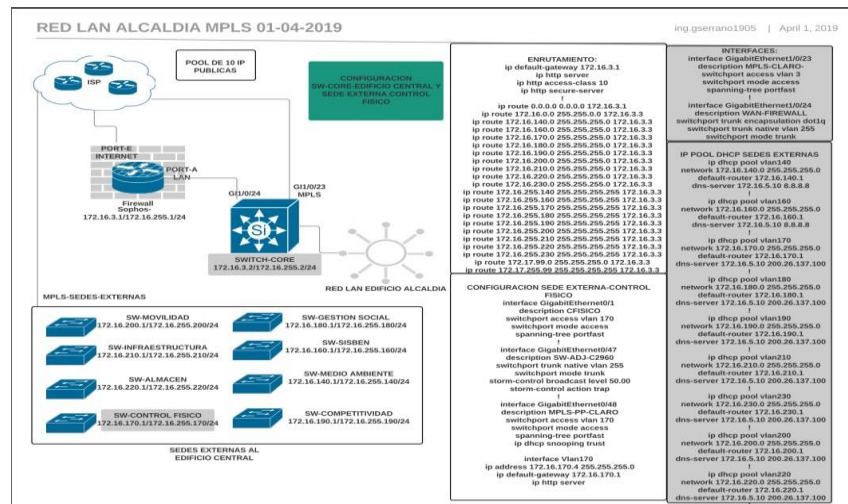 RED LAN ALCALDIA MPLS 01-04-2019
ing.gserrano1905 | April 1, 2019
ISP
POOL DE 10 IP
PUBLICAS
CONFIGURACION
SW-CORE-EDIFICIO CENTRAL Y
SEDE EXTERNA CONTROL
FISICO
PORT-E
INTERNET
PORT-A
LAN
Firewall
Sophos-
172.16.3.1/172.16.255.1/24
GI1/0/24
GI1/0/23
MPLS
Si
SWITCH-CORE
172.16.3.2/172.16.255.2/24
RED LAN EDIFICIO ALCALDIA
MPLS-SEDES-EXTERNAS
SW-MOVILIDAD
172.16.200.1/172.16.255.200/24
SW-GESTION SOCIAL
172.16.180.1/172.16.255.180/24
SW-INFRAESTRUCTURA
172.16.210.1/172.16.255.210/24
SW-SISBEN
172.16.160.1/172.16.255.160/24
SW-ALMACEN
172.16.220.1/172.16.255.220/24
SW-MEDIO AMBIENTE
172.16.140.1/172.16.255.140/24
SW-CONTROL FISICO
172.16.170.1/172.16.255.170/24
SW-COMPETITIVIDAD
172.16.190.1/172.16.255.190/24
SEDES EXTERNAS AL
EDIFICIO CENTRAL
ENRUTAMIENTO:
ip default-gateway 172.16.3.1
ip http server
ip http access-class 10
ip http secure-server
!
ip route 0.0.0.0 0.0.0.0 172.16.3.1
ip route 172.16.0.0 255.255.0.0 172.16.3.3
ip route 172.16.140.0 255.255.255.0 172.16.3.3
ip route 172.16.160.0 255.255.255.0 172.16.3.3
ip route 172.16.170.0 255.255.255.0 172.16.3.3
ip route 172.16.180.0 255.255.255.0 172.16.3.3
ip route 172.16.190.0 255.255.255.0 172.16.3.3
ip route 172.16.200.0 255.255.255.0 172.16.3.3
ip route 172.16.210.0 255.255.255.0 172.16.3.3
ip route 172.16.220.0 255.255.255.0 172.16.3.3
ip route 172.16.230.0 255.255.255.0 172.16.3.3
ip route 172.16.255.140 255.255.255.255 172.16.3.3
ip route 172.16.255.160 255.255.255.255 172.16.3.3
ip route 172.16.255.170 255.255.255.255 172.16.3.3
ip route 172.16.255.180 255.255.255.255 172.16.3.3
ip route 172.16.255.190 255.255.255.255 172.16.3.3
ip route 172.16.255.200 255.255.255.255 172.16.3.3
ip route 172.16.255.210 255.255.255.255 172.16.3.3
ip route 172.16.255.220 255.255.255.255 172.16.3.3
ip route 172.16.255.230 255.255.255.255 172.16.3.3
ip route 172.17.99.0 255.255.255.0 172.16.3.3
ip route 172.17.255.99 255.255.255.255 172.16.3.3
CONFIGURACION SEDE EXTERNA-CONTROL
FISICO
interface GigabitEthernet0/1
description CFISICO
switchport access vlan 170
switchport mode access
spanning-tree portfast
!
interface GigabitEthernet0/47
description SW-ADJ-C2960
switchport trunk native vlan 255
switchport mode trunk
storm-control broadcast level 50.00
storm-control action trap
!
interface GigabitEthernet0/48
description MPLS-PP-CLARO
switchport access vlan 170
switchport mode access
spanning-tree portfast
ip dhcp snooping trust
interface Vlan170
ip address 172.16.170.4 255.255.255.0
ip default-gateway 172.16.170.1
ip http server
INTERFACES:
interface GigabitEthernet1/0/23
description MPLS-CLARO-
switchport access vlan 3
switchport mode access
spanning-tree portfast
!
interface GigabitEthernet1/0/24
description WAN-FIREWALL
switchport trunk encapsulation dot1q
switchport trunk native vlan 255
switchport mode trunk
IP POOL DHCP SEDES EXTERNAS
ip dhcp pool vlan140
network 172.16.140.0 255.255.255.0
default-router 172.16.140.1
dns-server 172.16.5.10 8.8.8.8
!
ip dhcp pool vlan160
network 172.16.160.0 255.255.255.0
default-router 172.16.160.1
dns-server 172.16.5.10 8.8.8.8
!
ip dhcp pool vlan170
network 172.16.170.0 255.255.255.0
default-router 172.16.170.1
dns-server 172.16.5.10 200.26.137.100
!
ip dhcp pool vlan180
network 172.16.180.0 255.255.255.0
default-router 172.16.180.1
dns-server 172.16.5.10 200.26.137.100
!
ip dhcp pool vlan190
network 172.16.190.0 255.255.255.0
default-router 172.16.190.1
dns-server 172.16.5.10 200.26.137.100
!
ip dhcp pool vlan210
network 172.16.210.0 255.255.255.0
default-router 172.16.210.1
dns-server 172.16.5.10 200.26.137.100
!
ip dhcp pool vlan230
network 172.16.230.0 255.255.255.0
default-router 172.16.230.1
dns-server 172.16.5.10 200.26.137.100
!
ip dhcp pool vlan200
network 172.16.200.0 255.255.255.0
default-router 172.16.200.1
dns-server 172.16.5.10 200.26.137.100
!
ip dhcp pool vlan220
network 172.16.220.0 255.255.255.0
default-router 172.16.220.1
dns-server 172.16.5.10 200.26.137.100